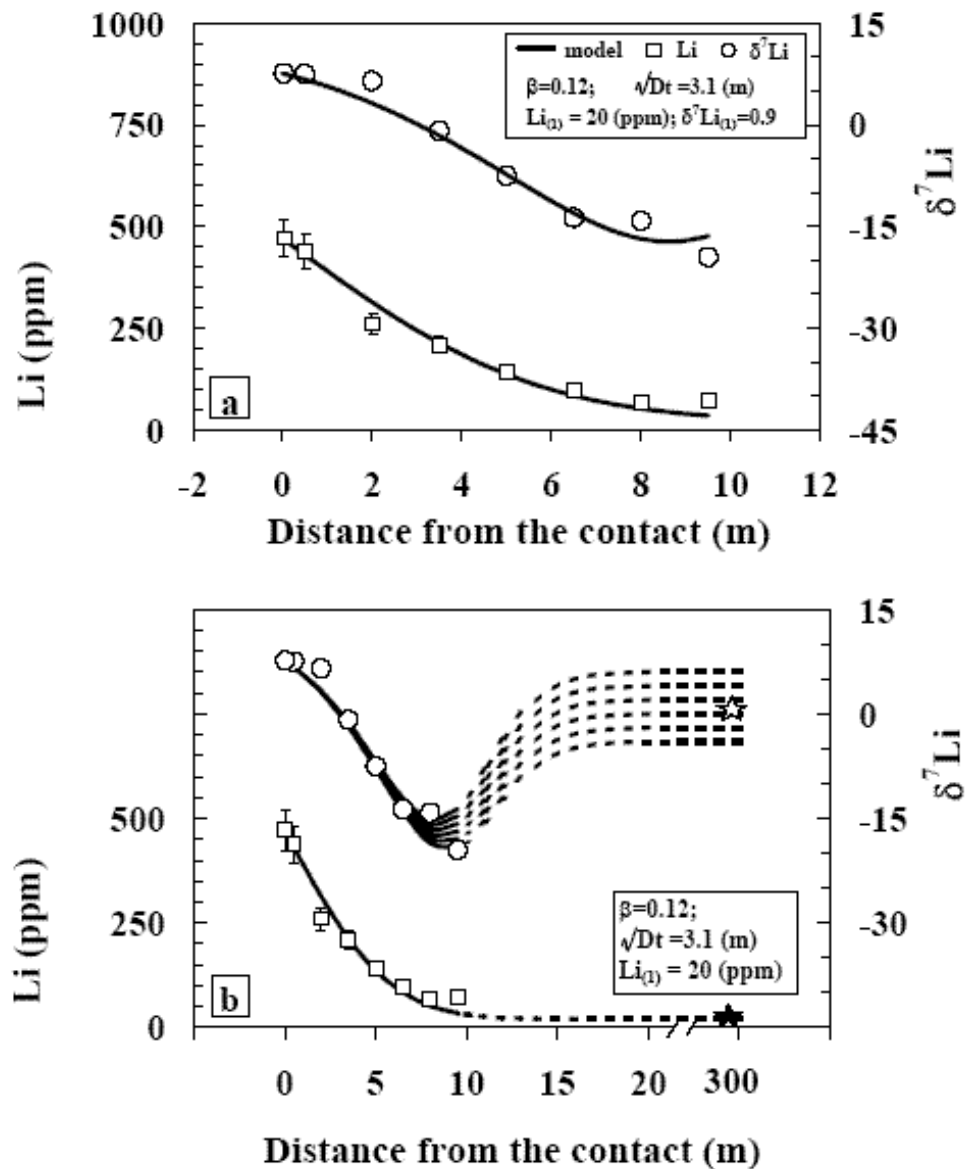 1000
750
500
250
0
Li (ppm)
15
0
-15
-30
-45
δ⁷Li
model Li δ⁷Li
β=0.12; √Dt =3.1 (m)
Li(1) = 20 (ppm); δ⁷Li(1)=0.9
a
-2 0 2 4 6 8 10 12
Distance from the contact (m)
500
250
0
Li (ppm)
15
0
-15
-30
δ⁷Li
β=0.12;
√Dt =3.1 (m)
Li(1) = 20 (ppm)
b
0 5 10 15 20 300
Distance from the contact (m)